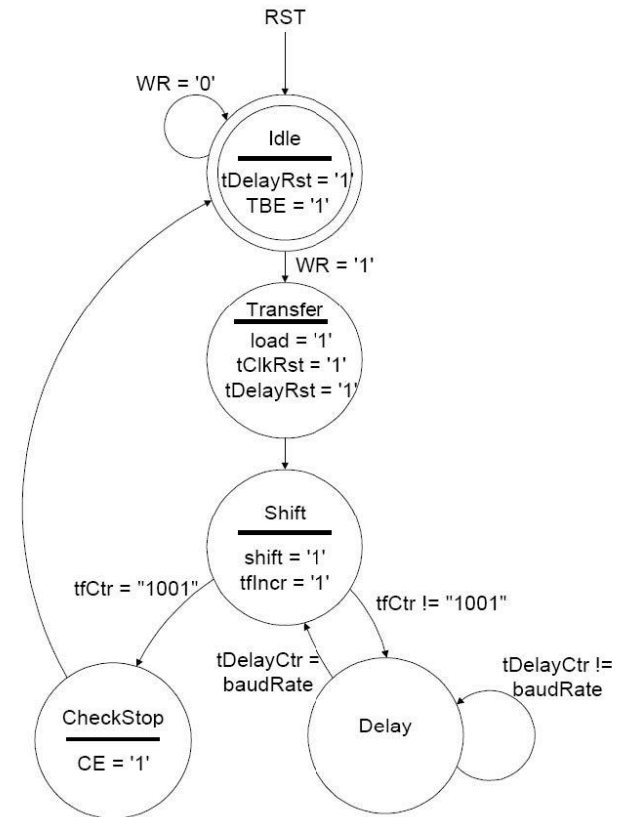 RST
WR = '0'
Idle
tDelayRst = '1'
TBE = '1'
WR = '1'
Transfer
load = '1'
tClkRst = '1'
tDelayRst = '1'
Shift
shift = '1'
tfIncr = '1'
tfCtr = "1001"
tfCtr != "1001"
tDelayCtr =
baudRate
tDelayCtr !=
baudRate
CheckStop
CE = '1'
Delay